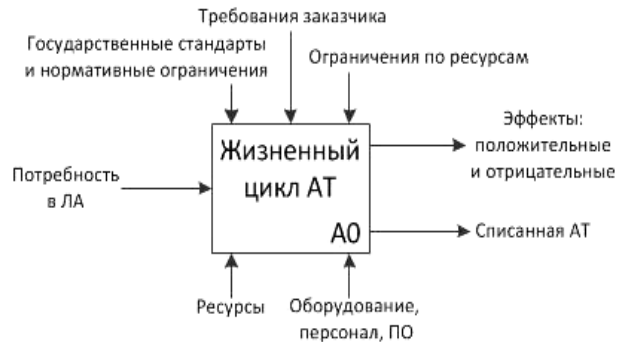 Требования заказчика
Государственные стандарты
и нормативные ограничения
Ограничения по ресурсам
Жизненный
цикл АТ
А0
Потребность
в ЛА
Эффекты:
положительные
и отрицательные
Списанная АТ
Ресурсы
Оборудование,
персонал, ПО